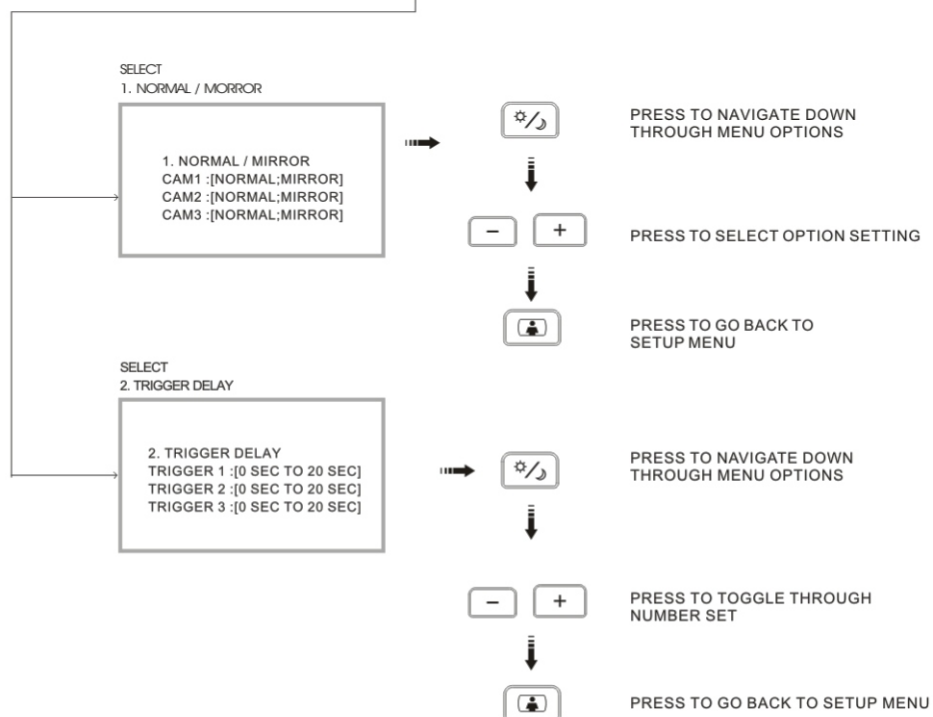 SELECT
1. NORMAL / MORROR
1. NORMAL / MIRROR
CAM1 :[NORMAL;MIRROR]
CAM2 :[NORMAL;MIRROR]
CAM3 :[NORMAL;MIRROR]
PRESS TO NAVIGATE DOWN
THROUGH MENU OPTIONS
− +
PRESS TO SELECT OPTION SETTING
PRESS TO GO BACK TO
SETUP MENU
SELECT
2. TRIGGER DELAY
2. TRIGGER DELAY
TRIGGER 1 :[0 SEC TO 20 SEC]
TRIGGER 2 :[0 SEC TO 20 SEC]
TRIGGER 3 :[0 SEC TO 20 SEC]
PRESS TO NAVIGATE DOWN
THROUGH MENU OPTIONS
− +
PRESS TO TOGGLE THROUGH
NUMBER SET
PRESS TO GO BACK TO SETUP MENU